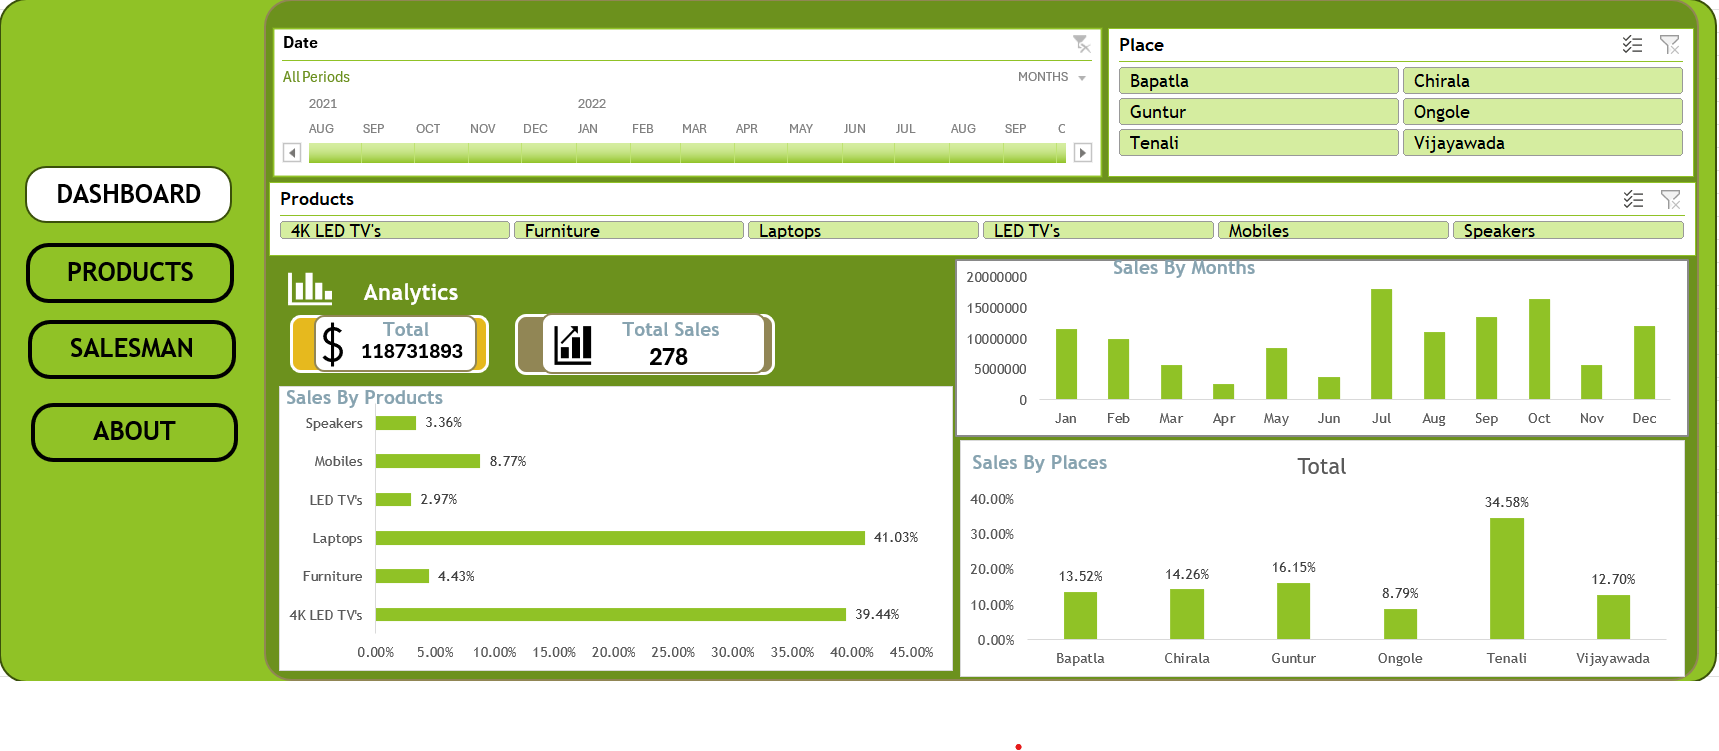 DASHBOARD
PRODUCTS
SALESMAN
ABOUT
Date
All Periods
MONTHS
2021 2022
AUG SEP OCT NOV DEC JAN FEB MAR APR MAY JUN JUL AUG SEP O
Place
Bapatla Chirala
Guntur Ongole
Tenali Vijayawada
Products
4K LED TV's Furniture Laptops LED TV's Mobiles Speakers
Analytics
$ Total
118731893
Total Sales
278
Sales By Products
Speakers 3.36%
Mobiles 8.77%
LED TV's 2.97%
Laptops 41.03%
Furniture 4.43%
4K LED TV's 39.44%
0.00% 5.00% 10.00% 15.00% 20.00% 25.00% 30.00% 35.00% 40.00% 45.00%
Sales By Months
20000000
15000000
10000000
5000000
0
Jan Feb Mar Apr May Jun Jul Aug Sep Oct Nov Dec
Sales By Places
Total
40.00%
30.00%
20.00%
10.00%
0.00%
13.52% 14.26% 16.15% 8.79% 34.58% 12.70%
Bapatla Chirala Guntur Ongole Tenali Vijayawada